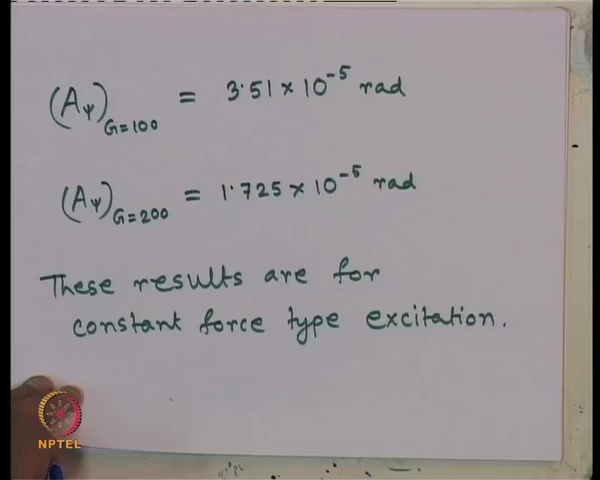 (Aψ)G=100 = 3.51 × 10^-5 rad
(Aψ)G=200 = 1.725 × 10^-5 rad
These results are for
constant force type excitation.
NPTEL